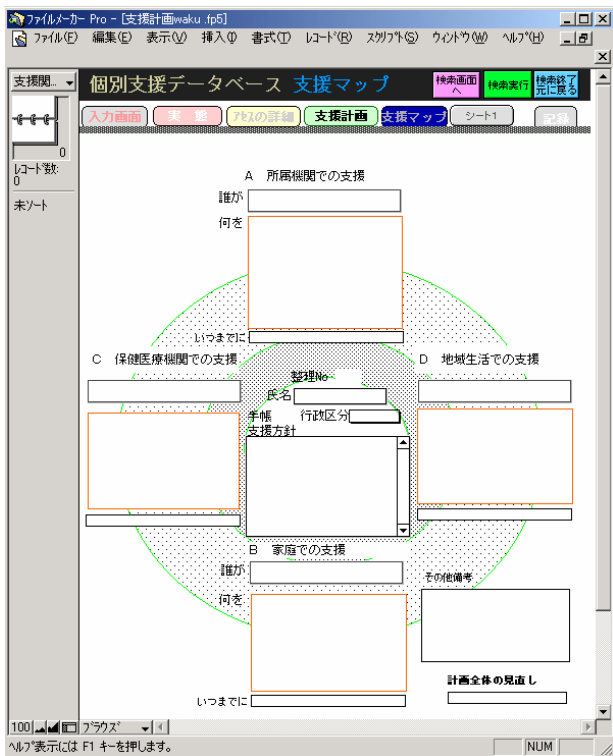 ファイルメーカー Pro - [支援計画waku .fp5]
ファイル(F) 編集(E) 表示(V) 挿入(I) 書式(T) レコード(R) スクリプト(S) ウィンドウ(W) ヘルプ(H)
支援関...
個別支援データベース 支援マップ
検索画面へ
検索実行
検索終了元に戻る
入力画面 実 態 アセスの詳細 支援計画 支援マップ シート1 記録
0
レコード数:
0
未ソート
A 所属機関での支援
誰が
何を
いつまでに
C 保健医療機関での支援
D 地域生活での支援
整理No
氏名
手帳 行政区分
支援方針
B 家庭での支援
誰が
その他備考
何を
計画全体の見直し
いつまでに
100 ブラウズ
ヘルプ表示には F1 キーを押します。 NUM